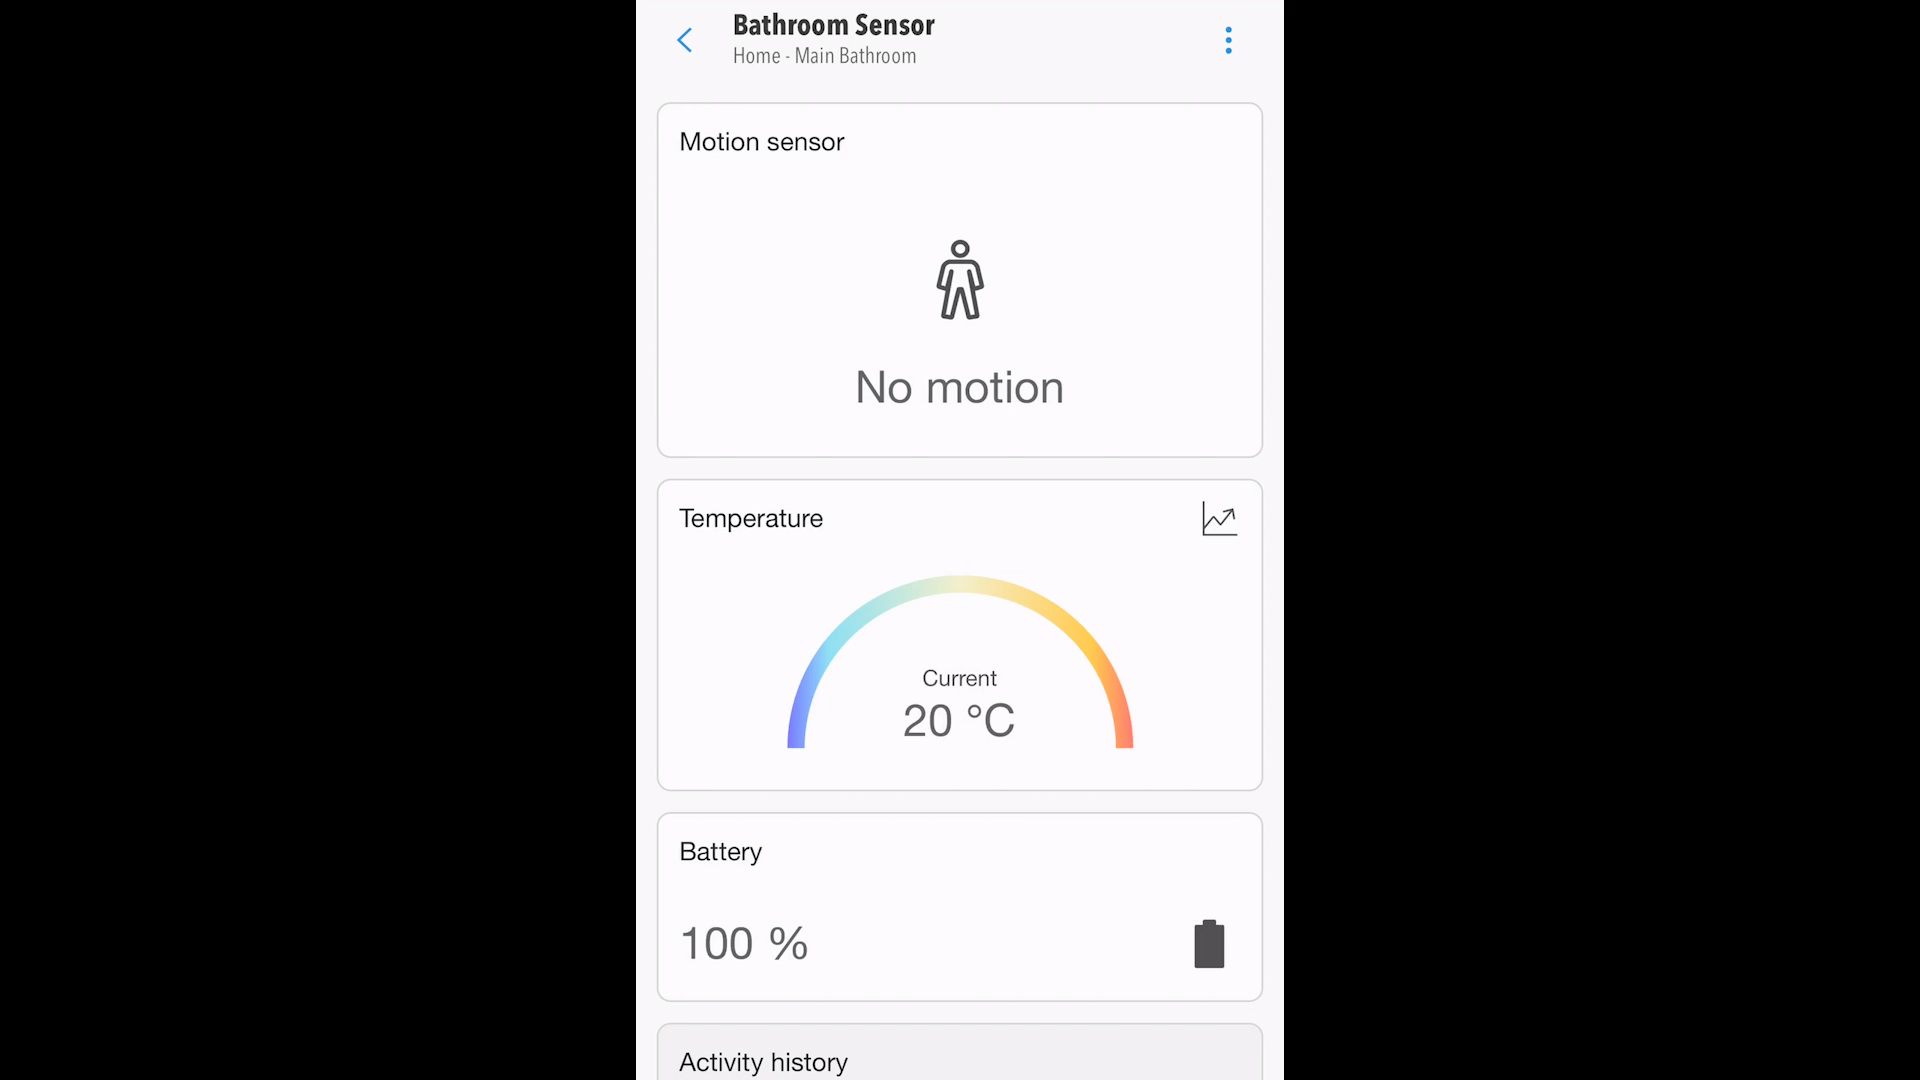 Bathroom Sensor
Home - Main Bathroom
Motion sensor
No motion
Temperature
Current
20 °C
Battery
100 %
Activity history